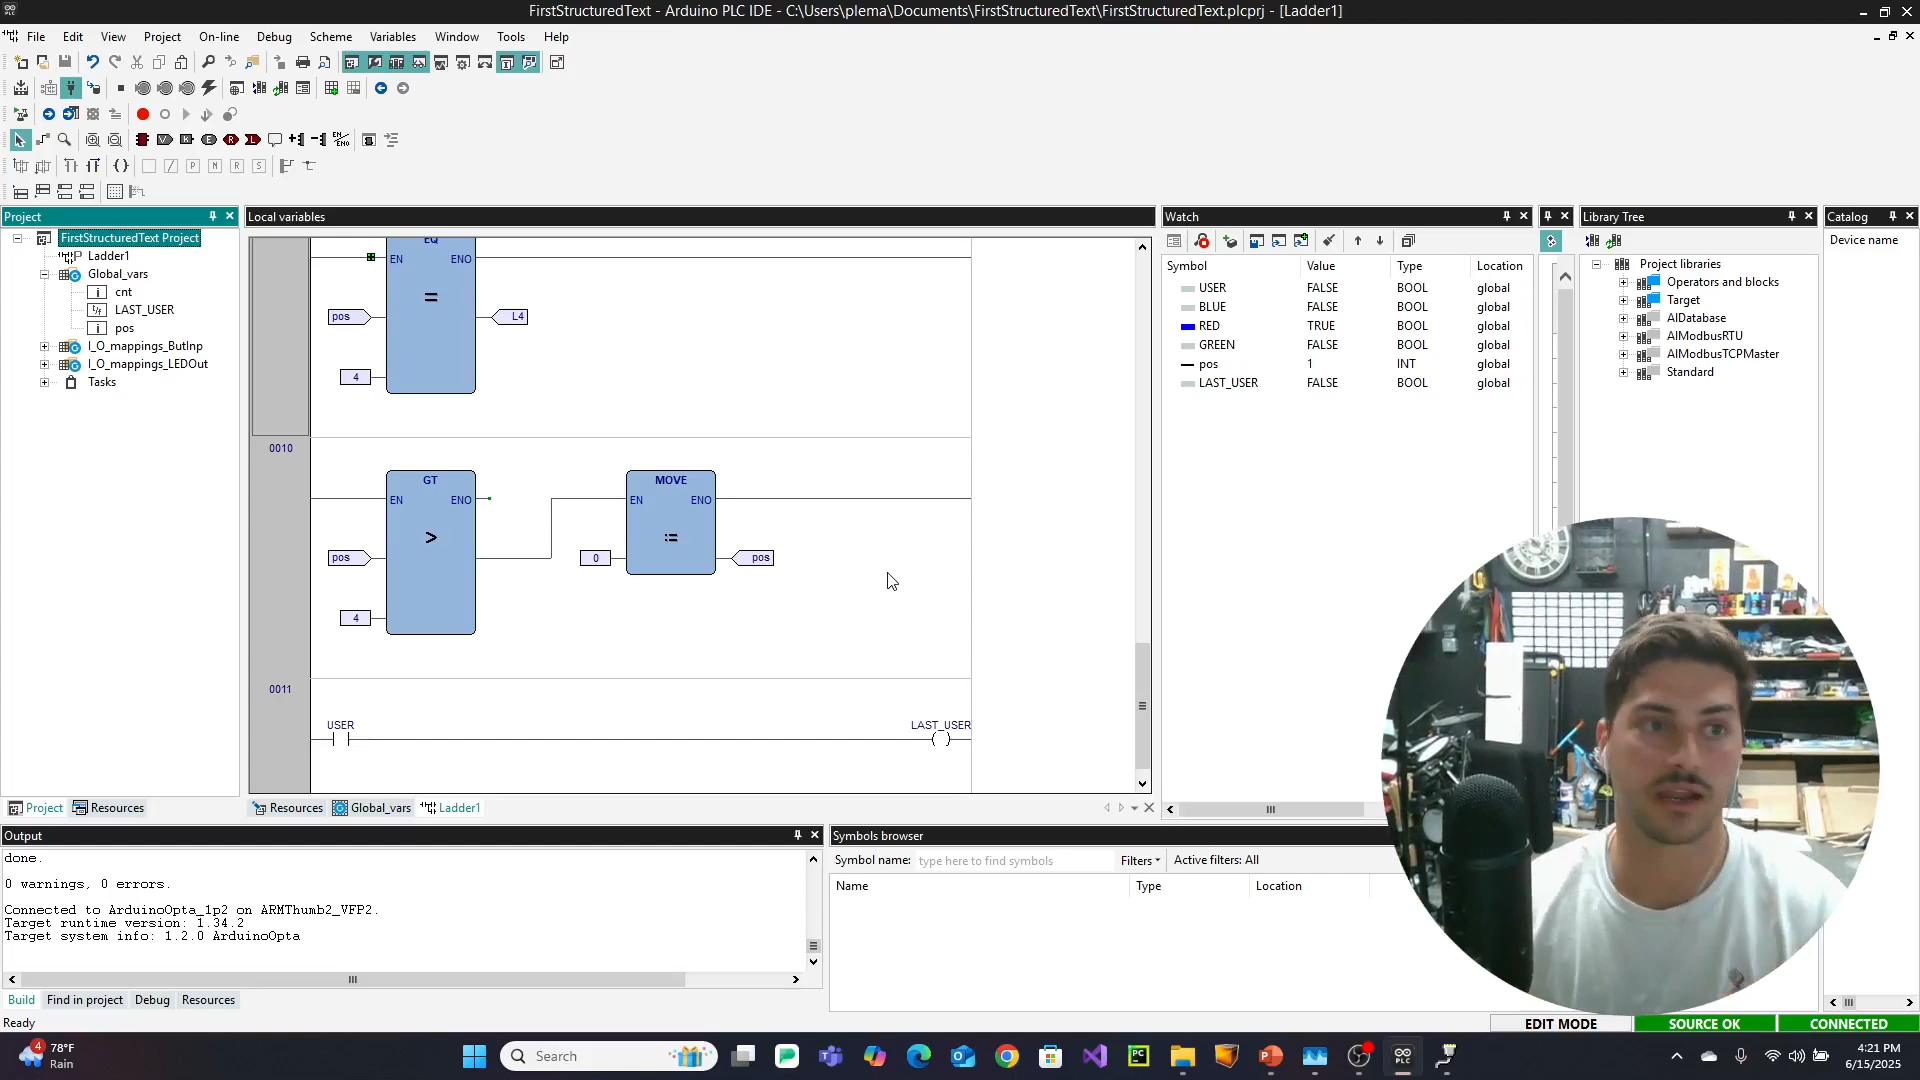 FirstStructuredText - Arduino PLC IDE - C:\Users\plema\Documents\FirstStructuredText\FirstStructuredText.plcprj - [Ladder1]
File Edit View Project On-line Debug Scheme Variables Window Tools Help
Project
FirstStructuredText Project
Ladder1
Global_vars
cnt
LAST_USER
pos
I_O_mappings_ButInp
I_O_mappings_LEDOut
Tasks
Project Resources
Local variables
EQ
EN ENO
=
pos
L4
4
0010
GT
EN ENO
>
pos
4
MOVE
EN ENO
:=
0
pos
0011
USER
LAST_USER
Resources Global_vars Ladder1
Watch
Symbol Value Type Location
USER FALSE BOOL global
BLUE FALSE BOOL global
RED TRUE BOOL global
GREEN FALSE BOOL global
pos 1 INT global
LAST_USER FALSE BOOL global
Library Tree
Project libraries
Operators and blocks
Target
AlDatabase
AlModbusRTU
AlModbusTCPMaster
Standard
Catalog
Device name
Output
done.
0 warnings, 0 errors.
Connected to ArduinoOpta_1p2 on ARMThumb2_VFP2.
Target runtime version: 1.34.2
Target system info: 1.2.0 ArduinoOpta
Build Find in project Debug Resources
Symbols browser
Symbol name: type here to find symbols Filters Active filters: All
Name Type Location
Ready
EDIT MODE SOURCE OK CONNECTED
4
78°F
Rain
Search
4:21 PM
6/15/2025